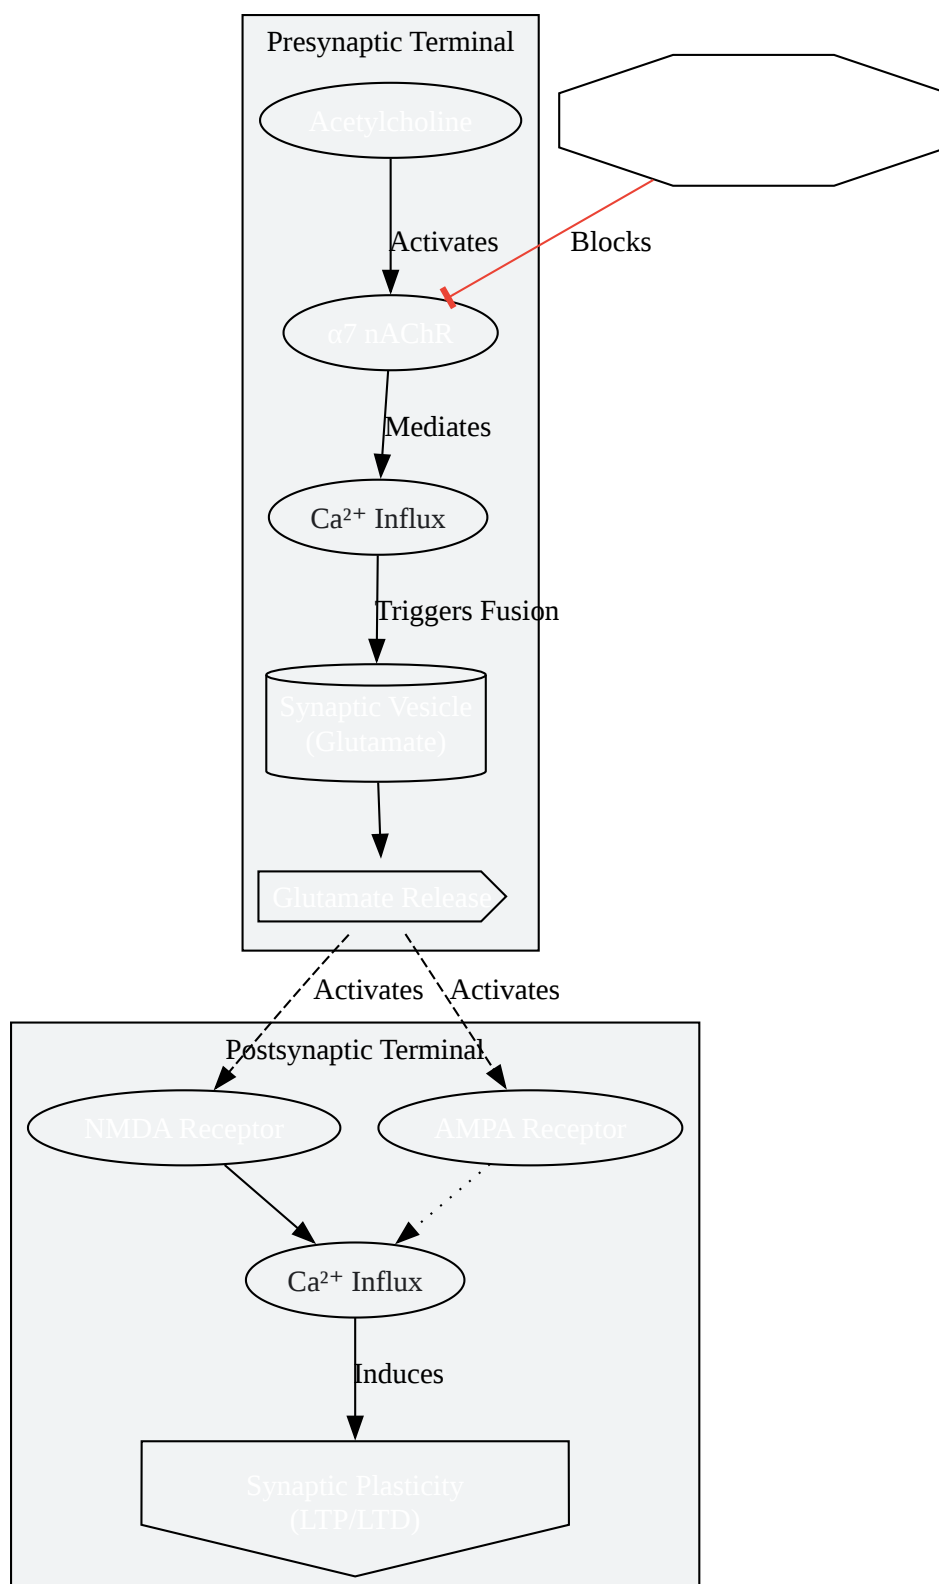 Presynaptic Terminal
Acetylcholine
Activates
Blocks
α7 nAChR
Mediates
Ca²⁺ Influx
Triggers Fusion
Synaptic Vesicle
(Glutamate)
Glutamate Release
Activates
Activates
Postsynaptic Terminal
NMDA Receptor
AMPA Receptor
Ca²⁺ Influx
Induces
Synaptic Plasticity
(LTP/LTD)